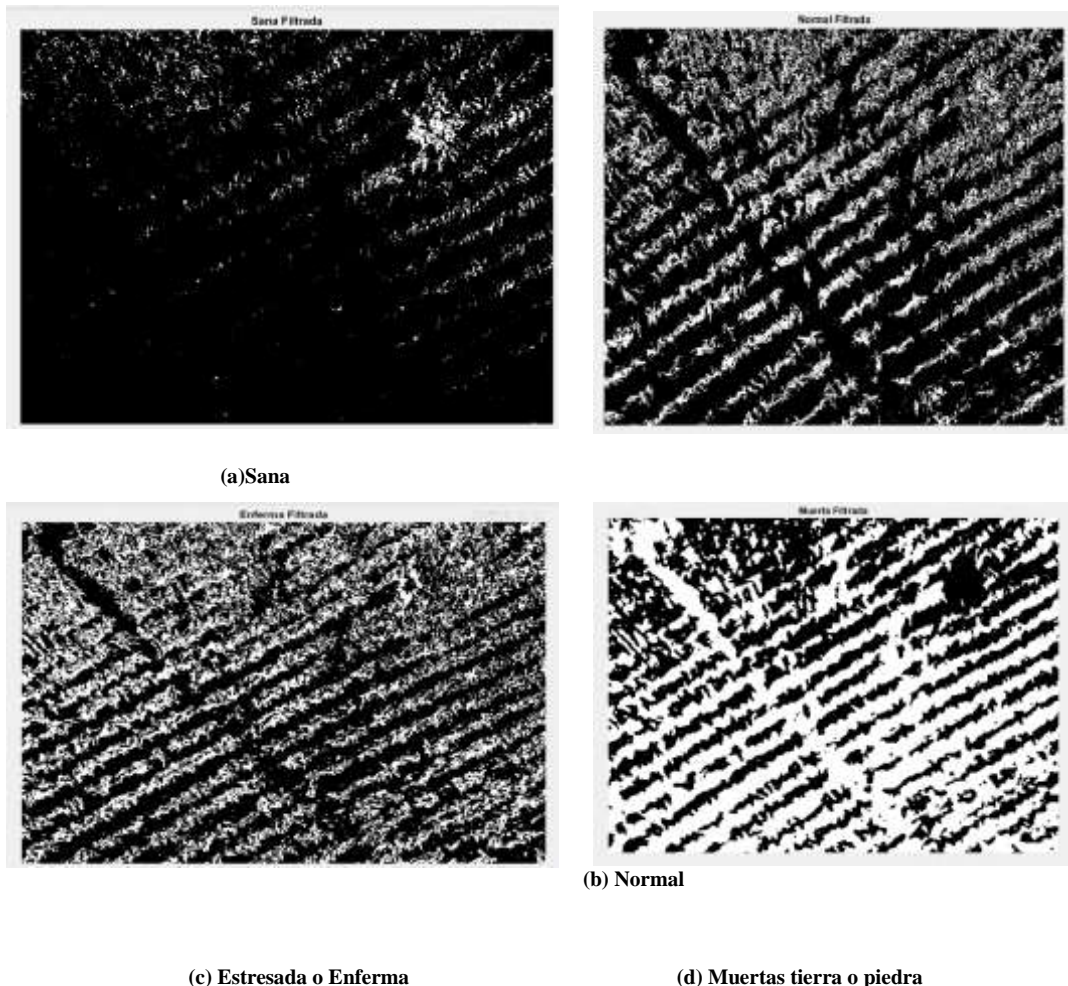 Sana Filtrada
Normal Filtrada
(a)Sana
Enferma Filtrada
Muerta Filtrada
(b) Normal
(c) Estresada o Enferma
(d) Muertas tierra o piedra